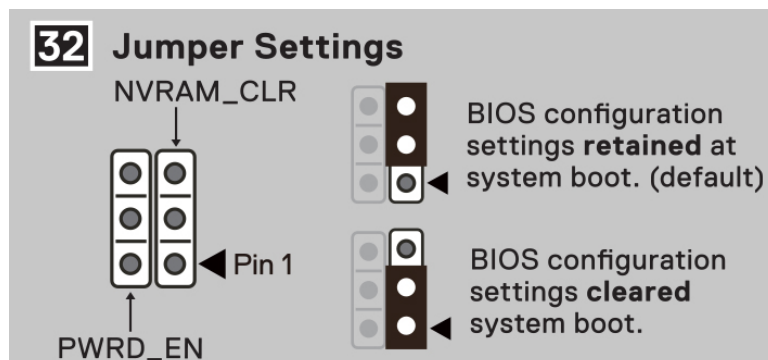 32 Jumper Settings
NVRAM_CLR
Pin 1
PWRD_EN
BIOS configuration
settings retained at
system boot. (default)
BIOS configuration
settings cleared
system boot.